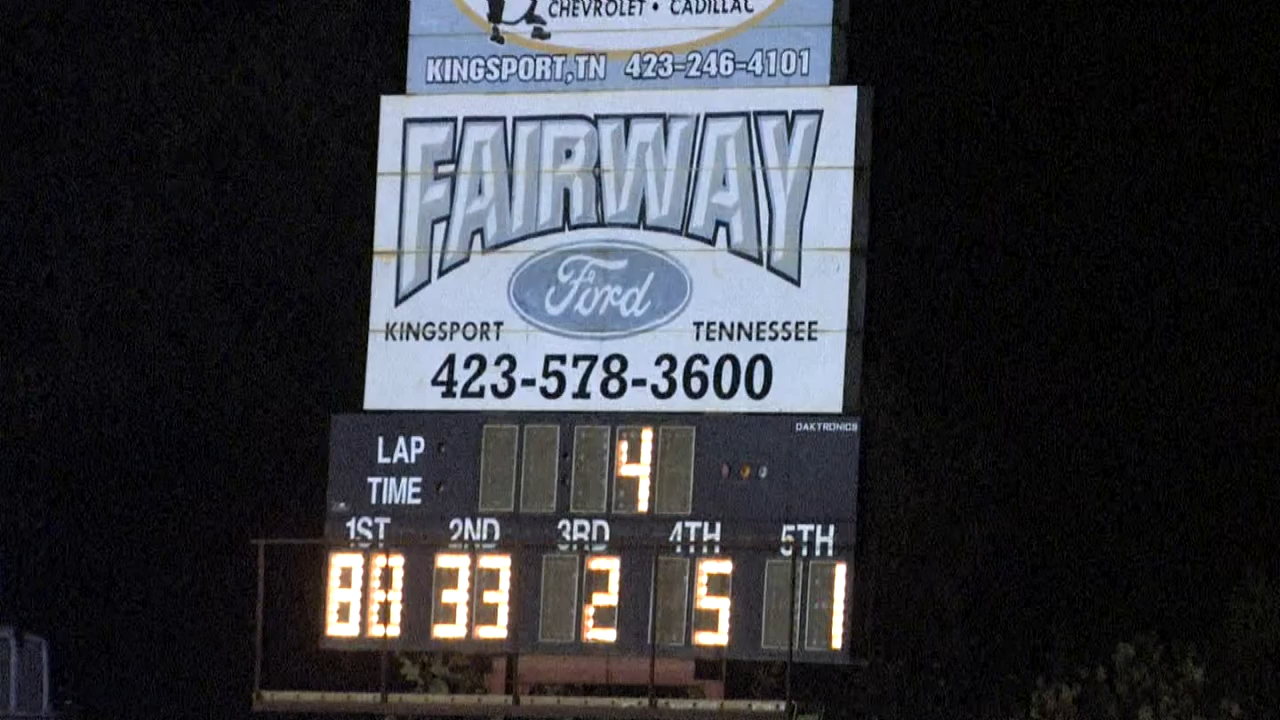 CHEVROLET • CADILLAC
KINGSPORT, TN 423-246-4101
FAIRWAY
Ford
KINGSPORT TENNESSEE
423-578-3600
DAKTRONICS
LAP
TIME
4
1ST 2ND 3RD 4TH 5TH
88 33 2 5 1